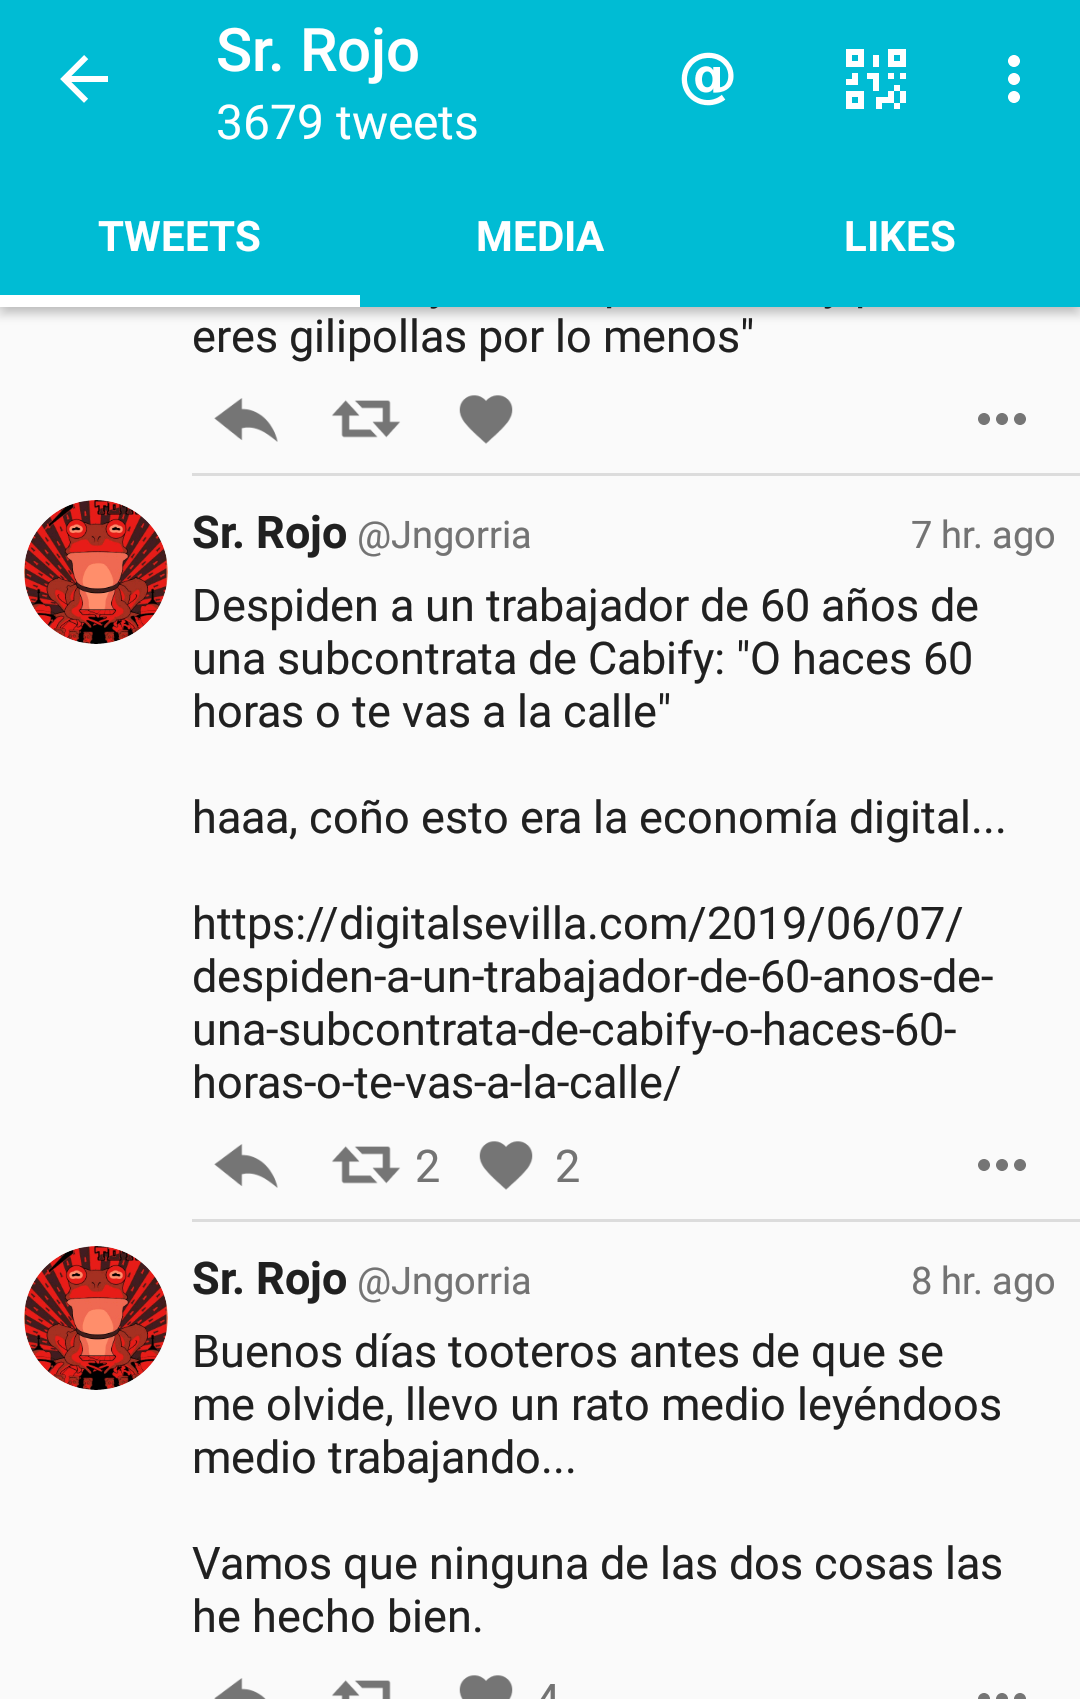 Sr. Rojo
3679 tweets
TWEETS MEDIA LIKES
eres gilipollas por lo menos"
Sr. Rojo @Jngorria 7 hr. ago
Despiden a un trabajador de 60 años de
una subcontrata de Cabify: "O haces 60
horas o te vas a la calle"
haaa, coño esto era la economía digital...
https://digitalsevilla.com/2019/06/07/
despiden-a-un-trabajador-de-60-anos-de-
una-subcontrata-de-cabify-o-haces-60-
horas-o-te-vas-a-la-calle/
2 2
Sr. Rojo @Jngorria 8 hr. ago
Buenos días tooteros antes de que se
me olvide, llevo un rato medio leyéndoos
medio trabajando...
Vamos que ninguna de las dos cosas las
he hecho bien.
4